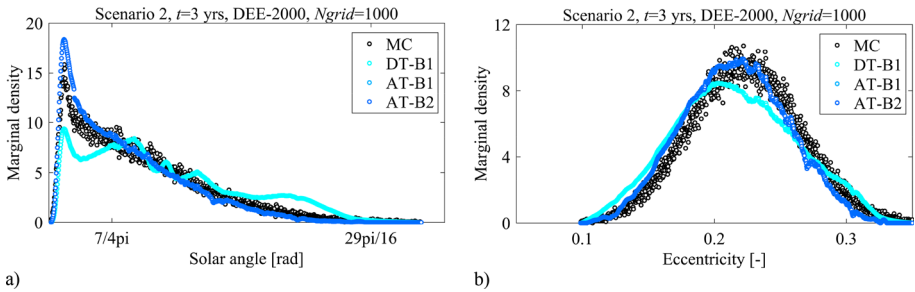 Scenario 2, t=3 yrs, DEE-2000, Ngrid=1000
20
15
10
5
0
Marginal density
7/4pi
29pi/16
Solar angle [rad]
MC
DT-B1
AT-B1
AT-B2
a)
Scenario 2, t=3 yrs, DEE-2000, Ngrid=1000
12
8
4
0
Marginal density
0.1
0.2
0.3
Eccentricity [-]
MC
DT-B1
AT-B1
AT-B2
b)